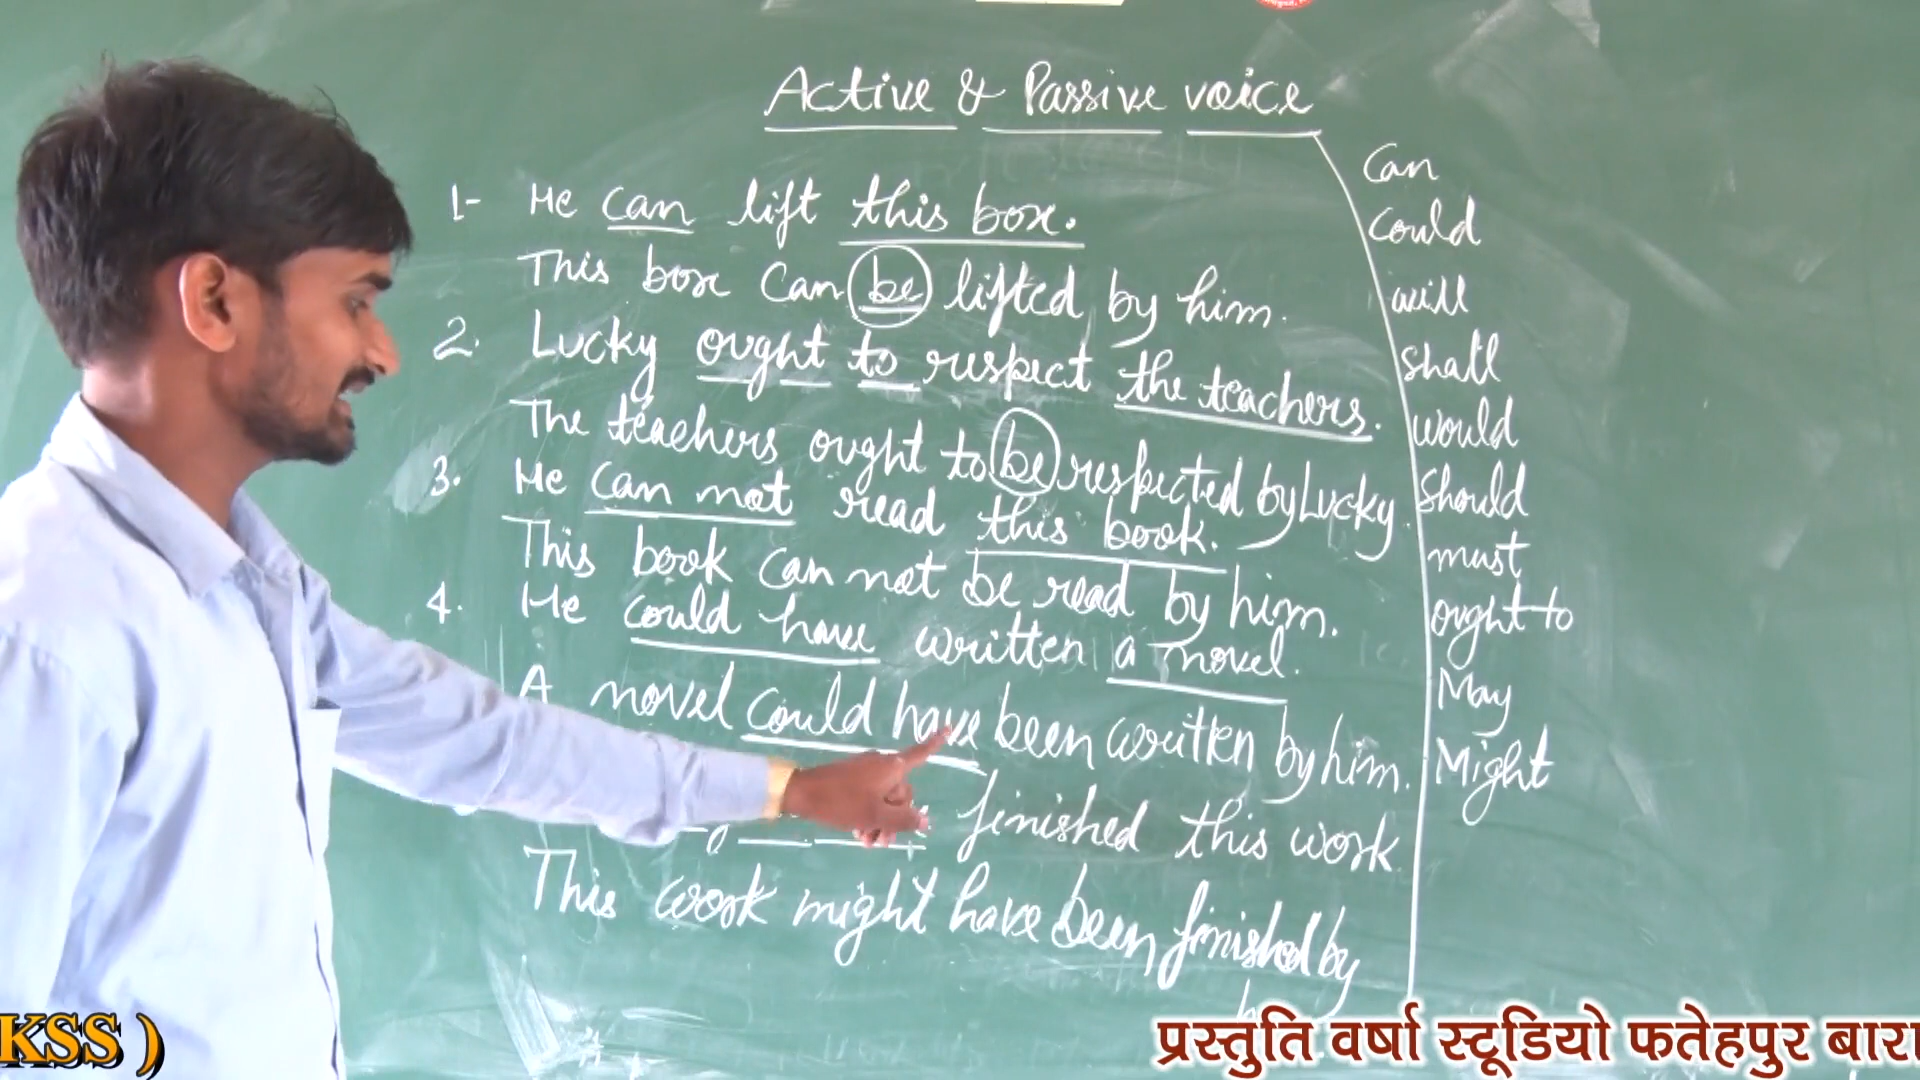 Active & Passive voice
1- He can lift this box.
This box can be lifted by him.
2. Lucky ought to respect the teachers.
The teachers ought to be respected by Lucky.
3. He can not read this book.
This book can not be read by him.
4. He could have written a novel.
A novel could have been written by him.
finished this work.
This work might have been finished by
Can
Could
will
Shall
would
Should
must
ought to
May
Might
KSS )
प्रस्तुति वर्षा स्टूडियो फतेहपुर बारा